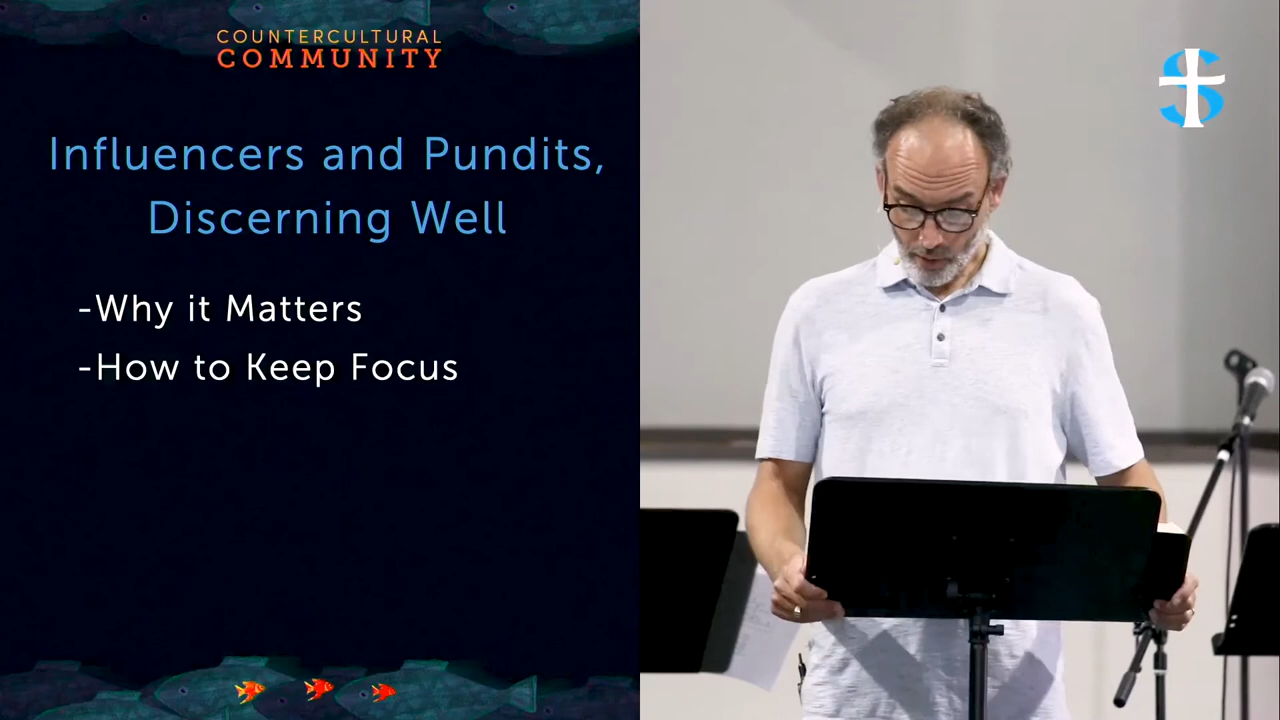 COUNTERCULTURAL
COMMUNITY
Influencers and Pundits,
Discerning Well
-Why it Matters
-How to Keep Focus